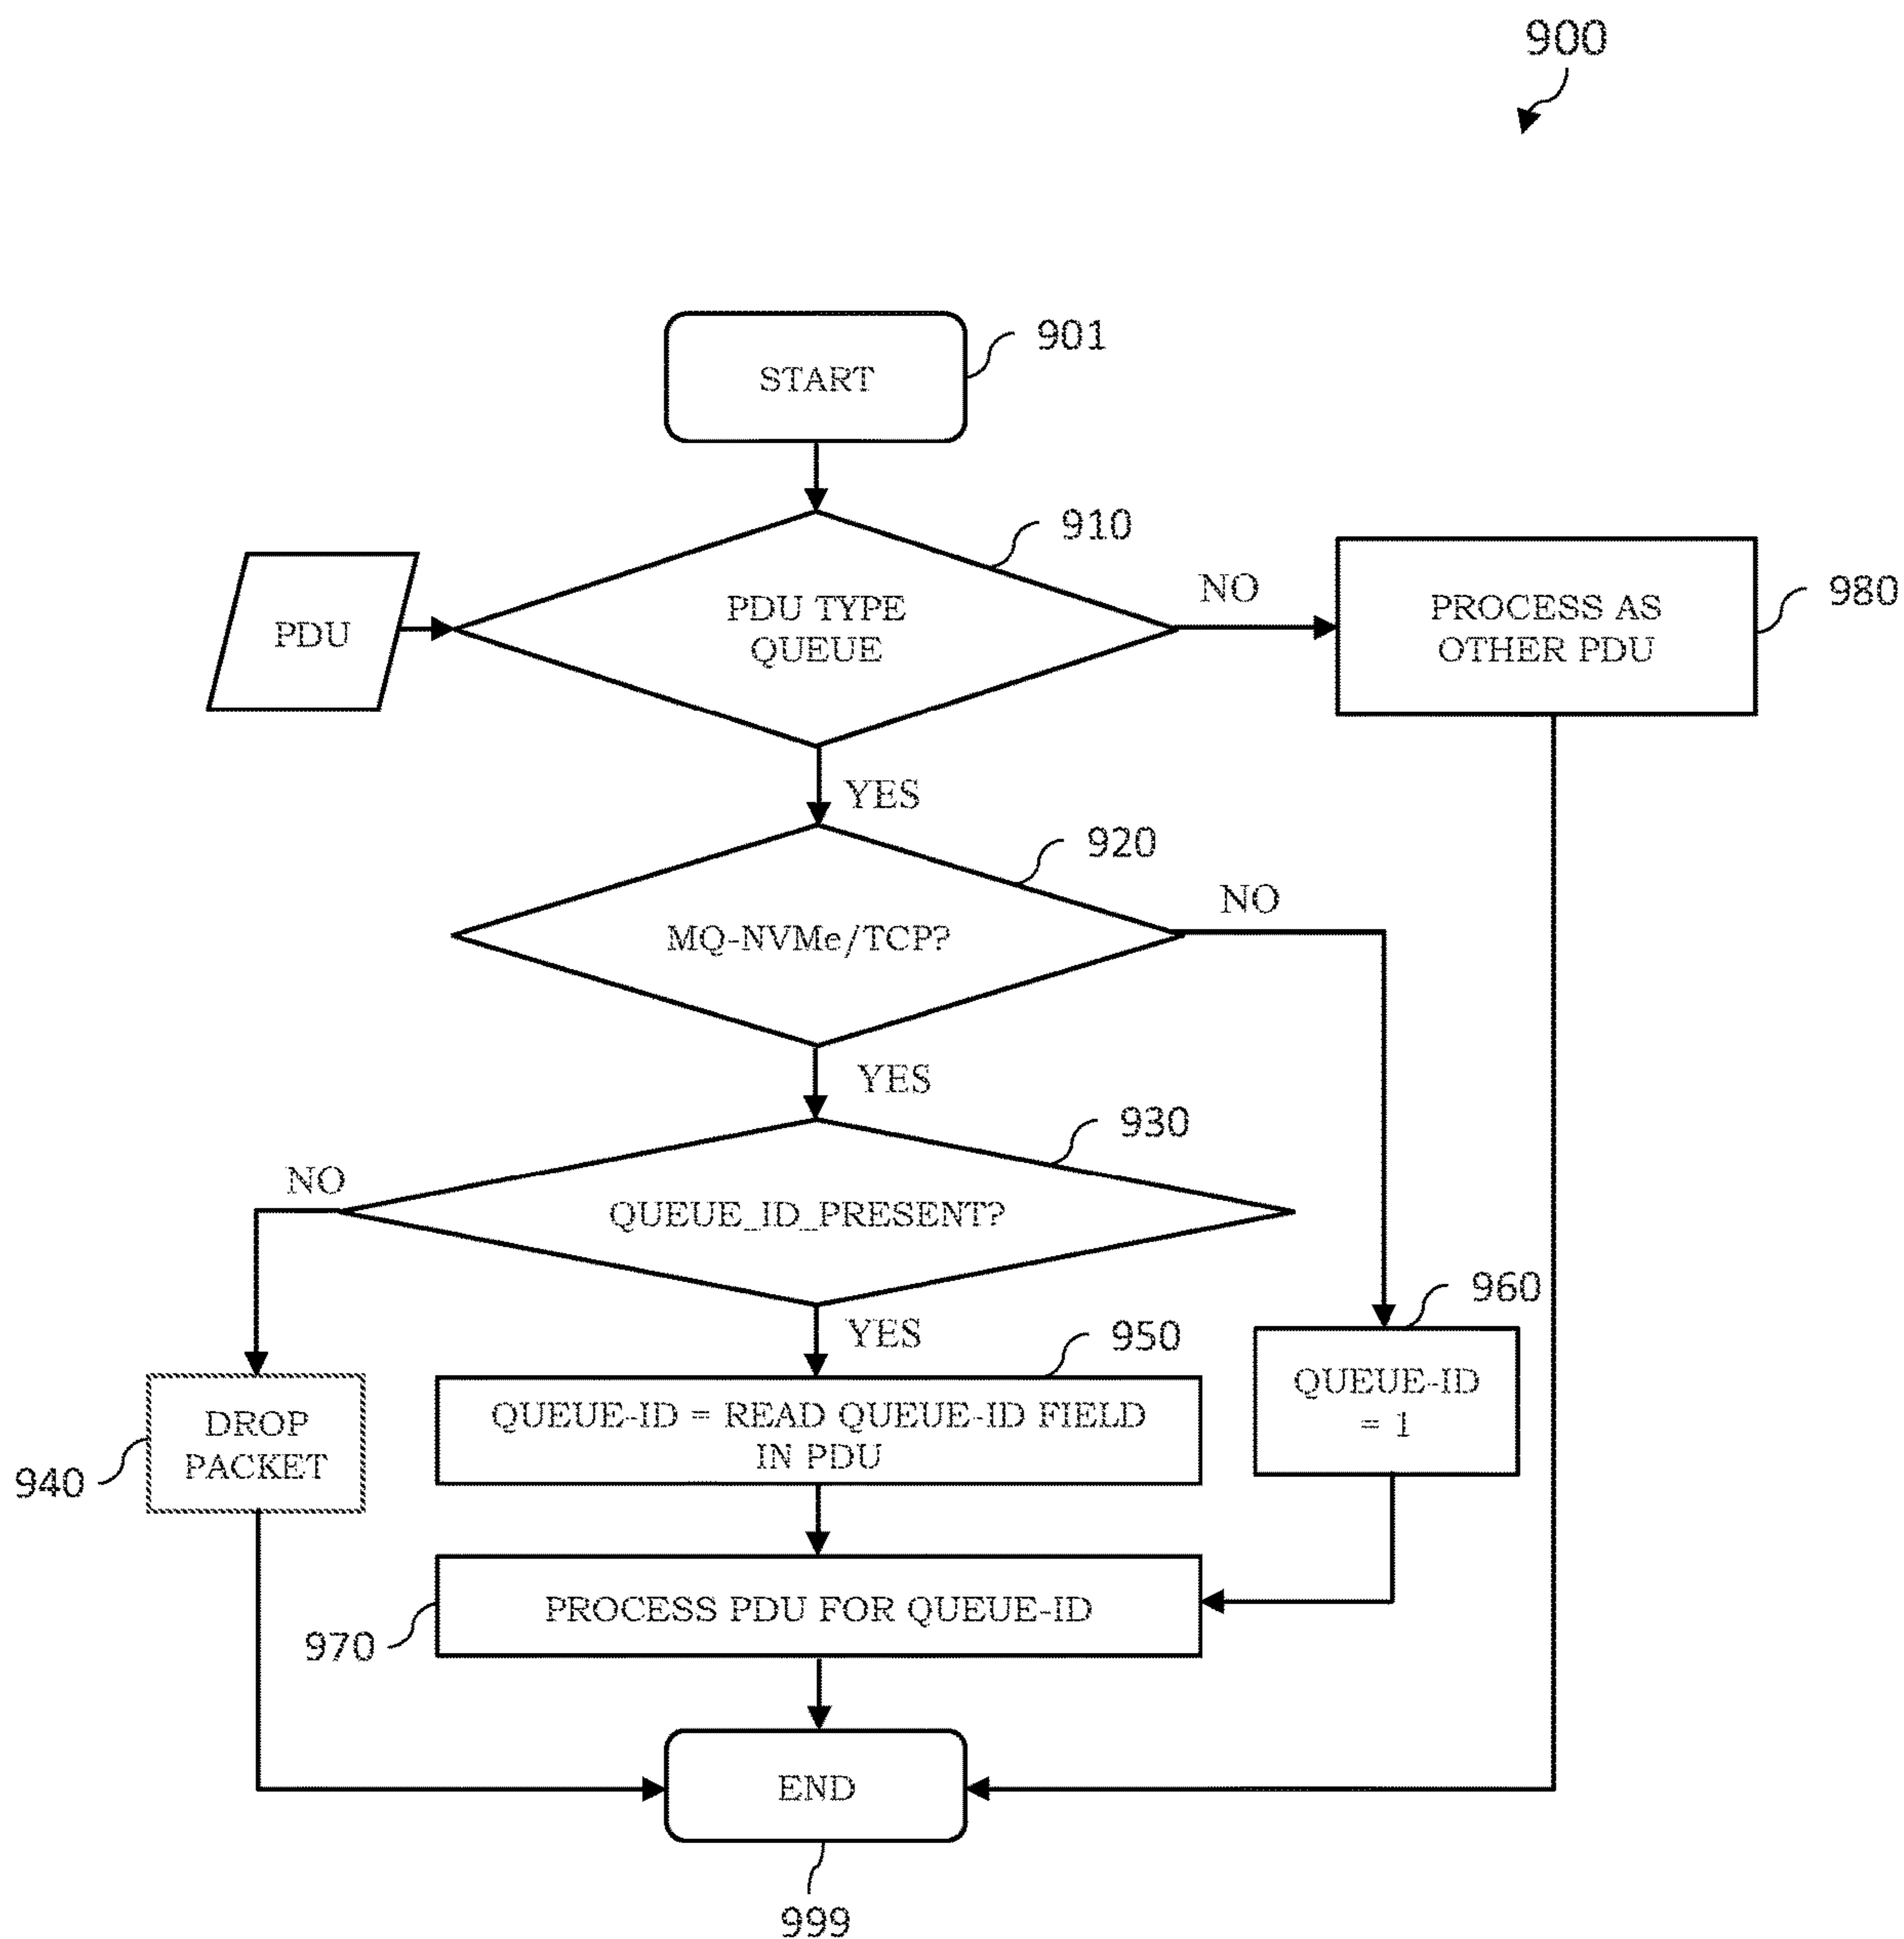 900
START
901
910
PDU
PDU TYPE
QUEUE
NO
PROCESS AS
OTHER PDU
980
YES
920
MQ-NVMe/TCP?
NO
YES
930
NO
QUEUE_ID_PRESENT?
YES
950
960
QUEUE-ID
= 1
DROP
PACKET
940
QUEUE-ID = READ QUEUE-ID FIELD
IN PDU
PROCESS PDU FOR QUEUE-ID
970
END
999